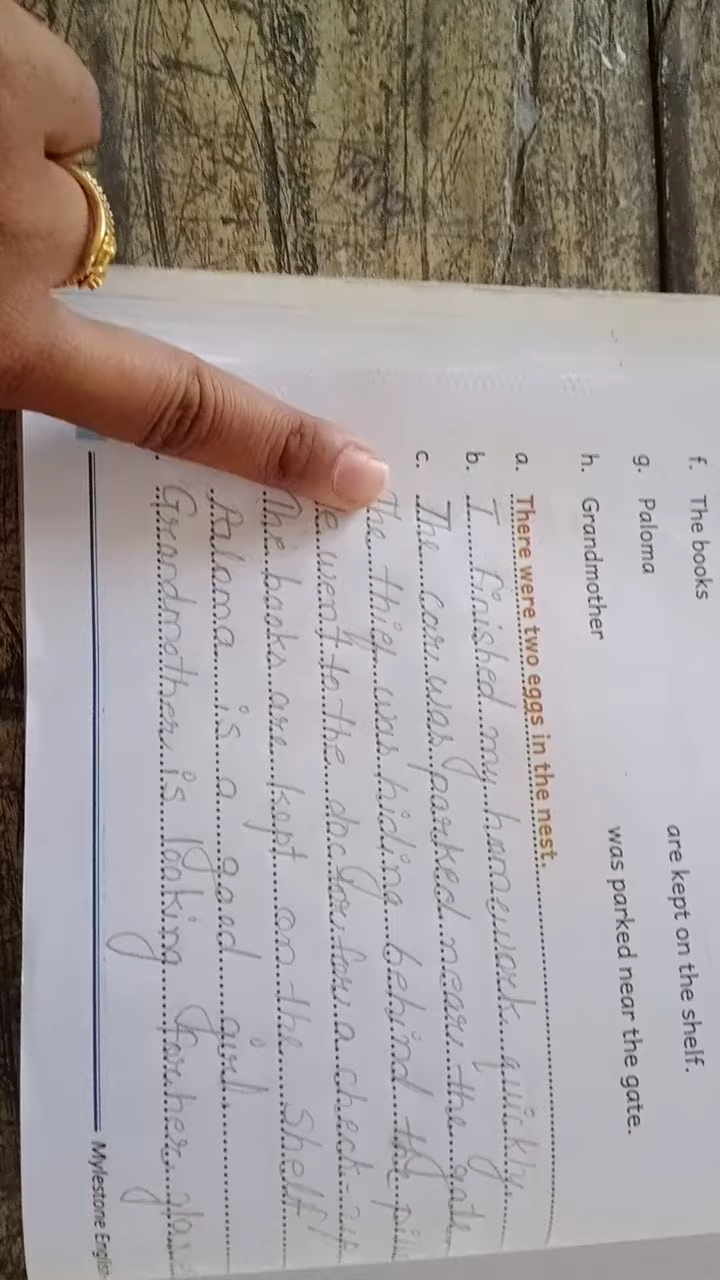 f. The books
are kept on the shelf.
g. Paloma
was parked near the gate.
h. Grandmother
a. There were two eggs in the nest.
b. I finished my homework quickly.
c. The car was parked near the gate
The thief was hiding behind the
went to the doctor for a check-up
The books are kept on the shelf
Paloma is a good girl
Grandmother is looking for her
Mylestone